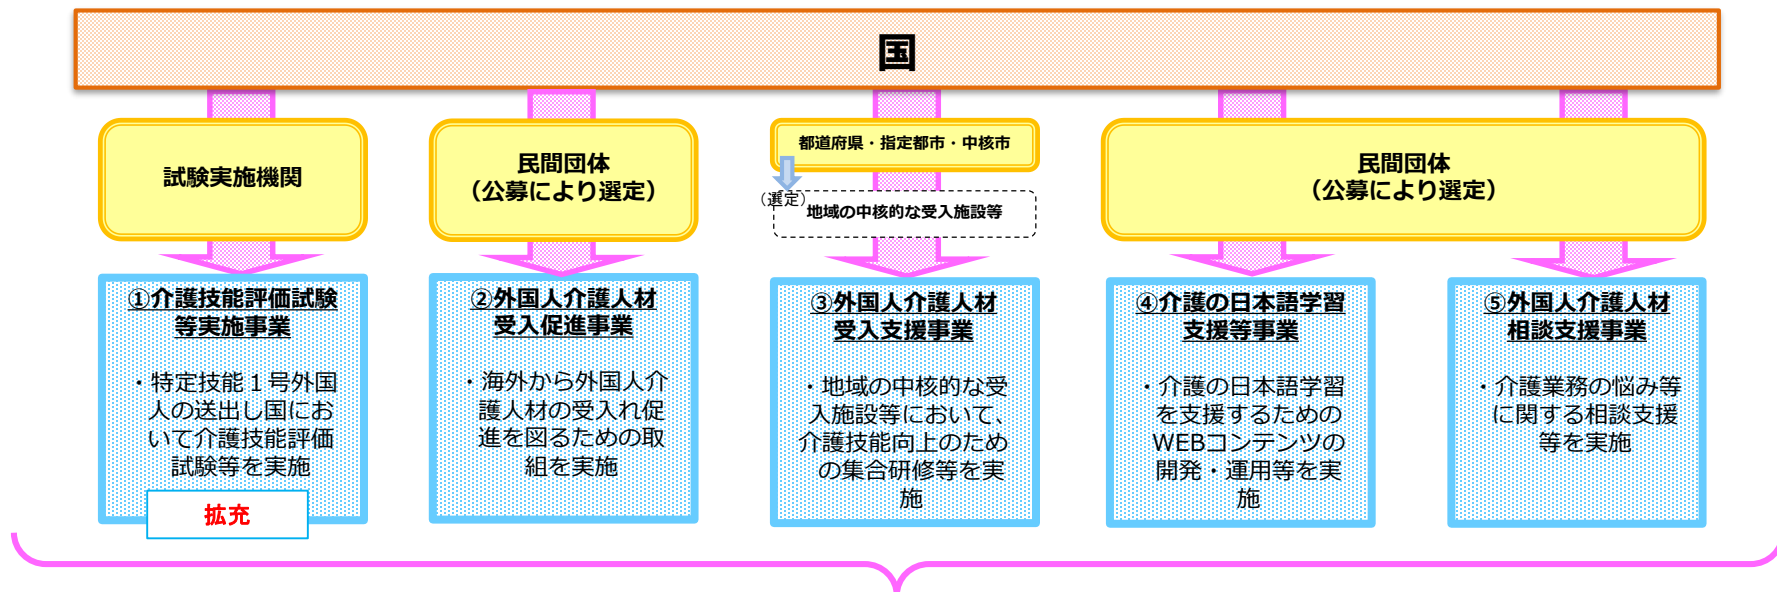 国
試験実施機関
民間団体
（公募により選定）
都道府県・指定都市・中核市
（選定）
地域の中核的な受入施設等
民間団体
（公募により選定）
①介護技能評価試験
等実施事業
・特定技能１号外国
人の送出し国にお
いて介護技能評価
試験等を実施
拡充
②外国人介護人材
受入促進事業
・海外から外国人介
護人材の受入れ促
進を図るための取
組を実施
③外国人介護人材
受入支援事業
・地域の中核的な受
入施設等において、
介護技能向上のため
の集合研修等を実
施
④介護の日本語学習
支援等事業
・介護の日本語学習
を支援するための
WEBコンテンツの
開発・運用等を実
施
⑤外国人介護人材
相談支援事業
・介護業務の悩み等
に関する相談支援
等を実施